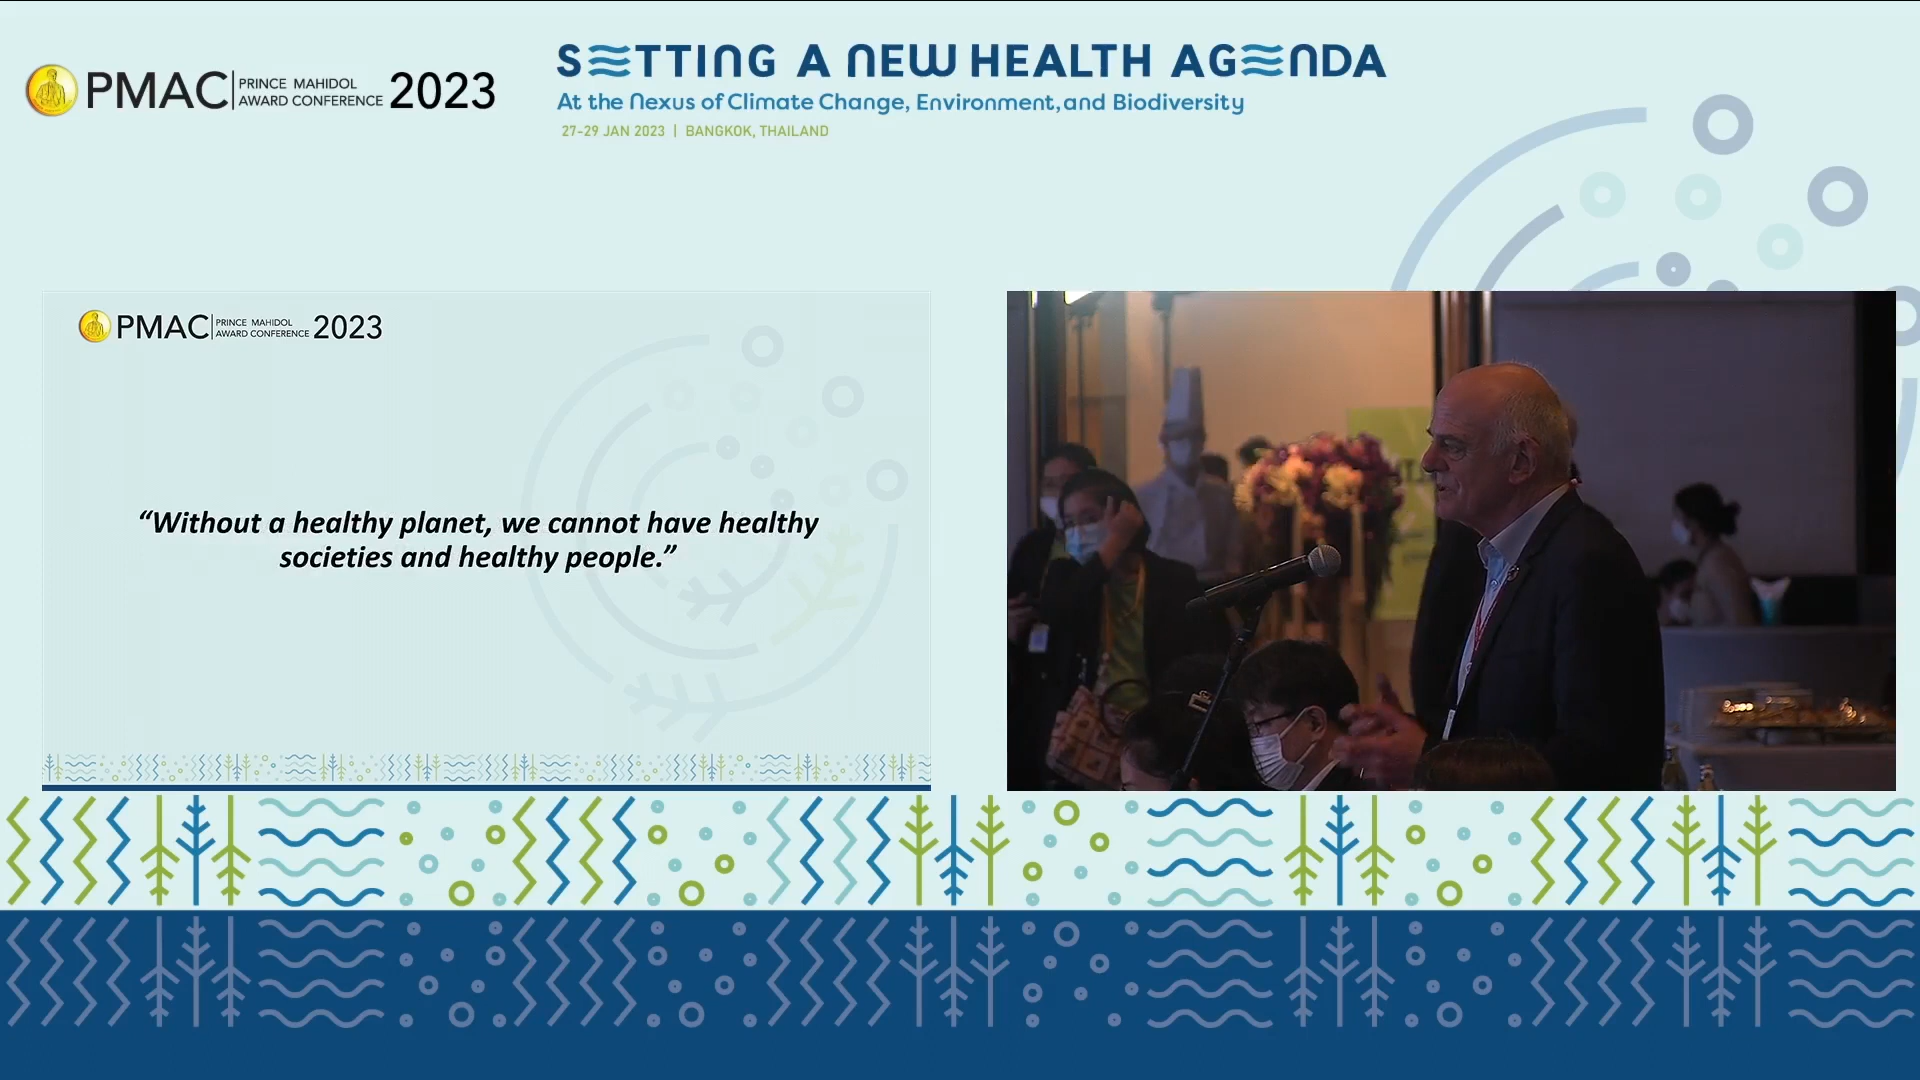 PMAC PRINCE MAHIDOL AWARD CONFERENCE 2023
SETTING A NEW HEALTH AGENDA
At the Nexus of Climate Change, Environment, and Biodiversity
27-29 JAN 2023 | BANGKOK, THAILAND
PMAC PRINCE MAHIDOL AWARD CONFERENCE 2023
“Without a healthy planet, we cannot have healthy
societies and healthy people.”